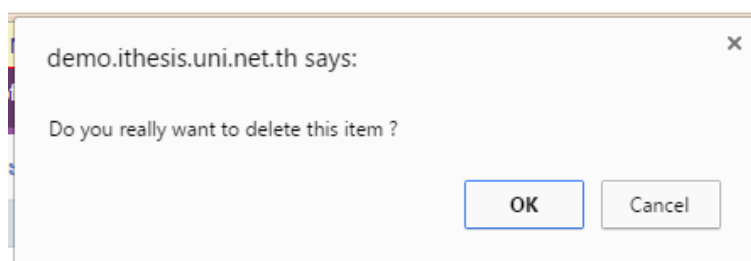 demo.ithesis.uni.net.th says:
Do you really want to delete this item ?
OK Cancel